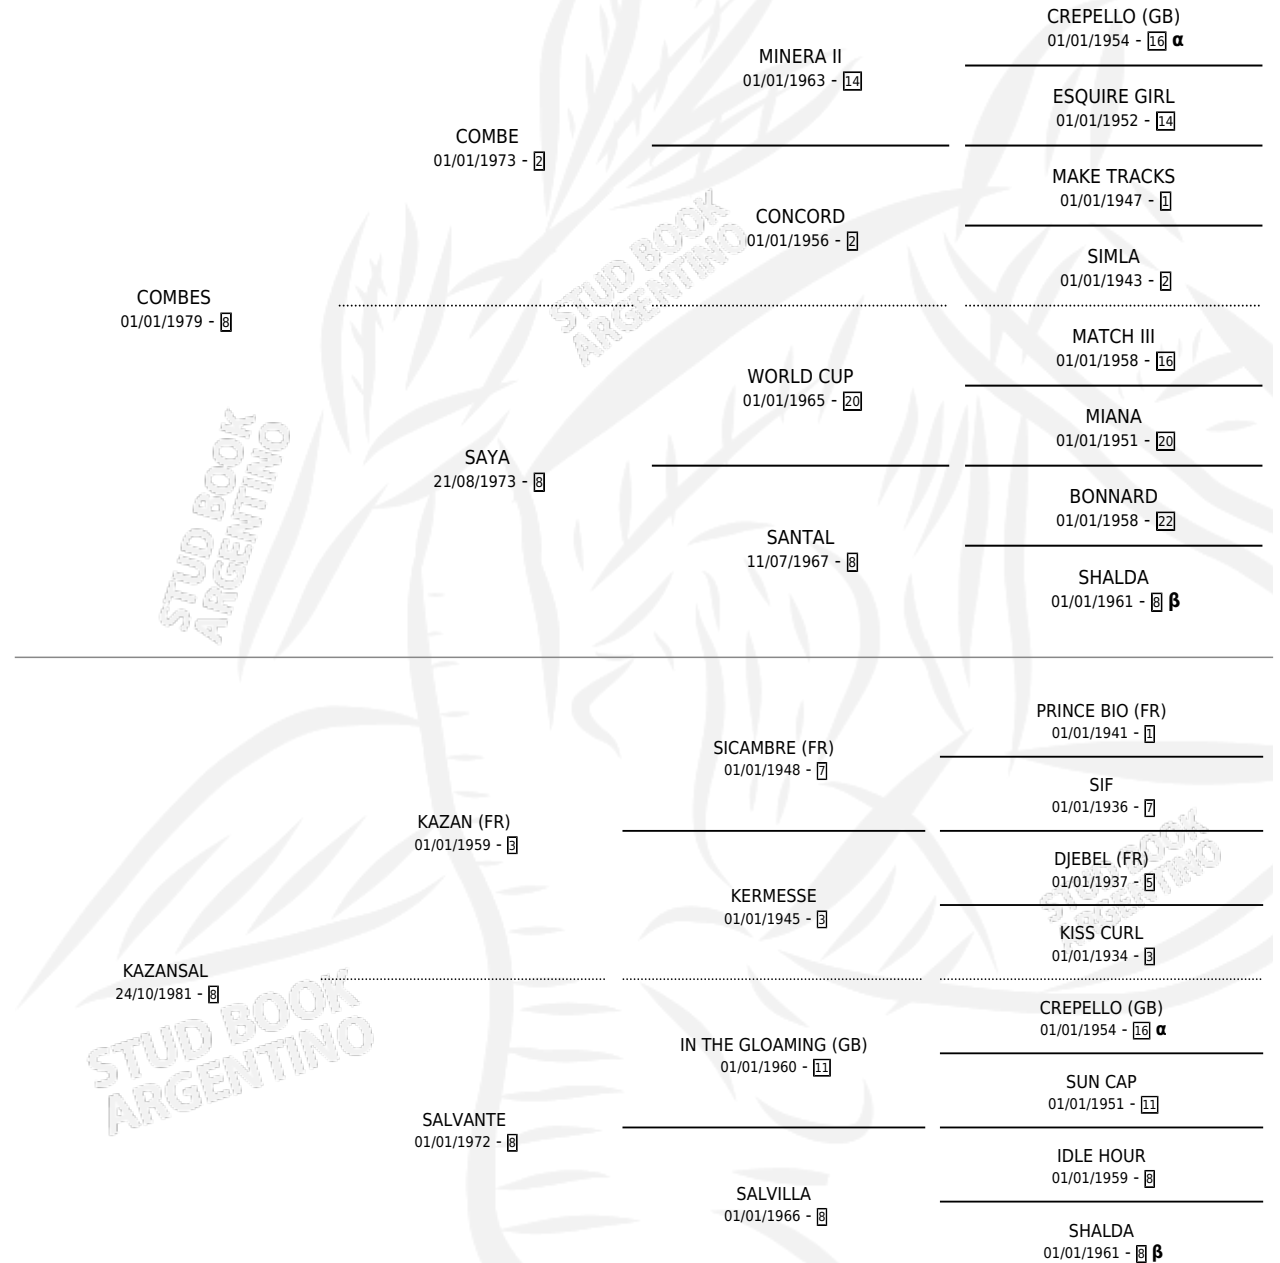 CREPELLO (GB)
01/01/1954 - 16 α
MINERA II
01/01/1963 - 14
ESQUIRE GIRL
01/01/1952 - 14
COMBE
01/01/1973 - 2
MAKE TRACKS
01/01/1947 - 1
CONCORD
01/01/1956 - 2
SIMLA
01/01/1943 - 2
COMBES
01/01/1979 - 8
MATCH III
01/01/1958 - 16
WORLD CUP
01/01/1965 - 20
MIANA
01/01/1951 - 20
SAYA
21/08/1973 - 8
BONNARD
01/01/1958 - 22
SANTAL
11/07/1967 - 8
SHALDA
01/01/1961 - 8 β
PRINCE BIO (FR)
01/01/1941 - 1
SICAMBRE (FR)
01/01/1948 - 7
SIF
01/01/1936 - 7
KAZAN (FR)
01/01/1959 - 3
DJEBEL (FR)
01/01/1937 - 5
KERMESSE
01/01/1945 - 3
KISS CURL
01/01/1934 - 3
KAZANSAL
24/10/1981 - 8
CREPELLO (GB)
01/01/1954 - 16 α
IN THE GLOAMING (GB)
01/01/1960 - 11
SUN CAP
01/01/1951 - 11
SALVANTE
01/01/1972 - 8
IDLE HOUR
01/01/1959 - 8
SALVILLA
01/01/1966 - 8
SHALDA
01/01/1961 - 8 β
STUD BOOK
ARGENTINO
STUD BOOK
ARGENTINO
STUD BOOK
ARGENTINO
STUD BOOK
ARGENTINO